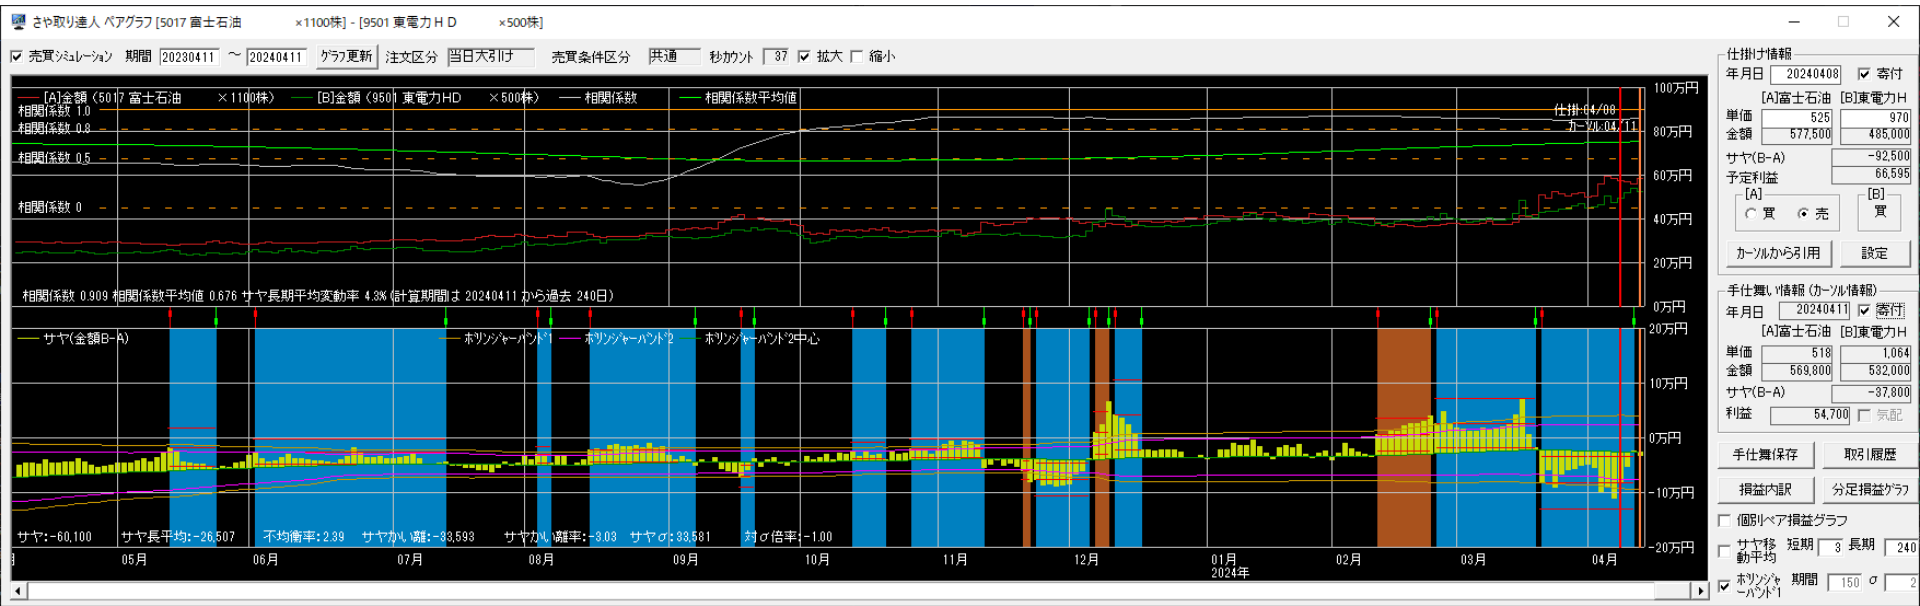 さや取り達人 ペアグラフ [5017 富士石油 ×1100株] - [9501 東電力ＨＤ ×500株]
売買シミュレーション 期間 20230411 ～ 20240411 グラフ更新 注文区分 当日大引け 売買条件区分 共通 秒カウント 37 拡大 縮小
[A]金額 (5017 富士石油 ×1100株) [B]金額 (9501 東電力HD ×500株) 相関係数 相関係数平均値
相関係数 1.0
相関係数 0.8
相関係数 0.5
相関係数 0
仕掛:04/08
カーソル:04/11
100万円
80万円
60万円
40万円
20万円
0万円
相関係数 0.909 相関係数平均値 0.676 サヤ長期平均変動率 4.3% (計算期間は 20240411 から過去 240日)
サヤ(金額B-A) ボリンジャーバンド1 ボリンジャーバンド2 ボリンジャーバンド2中心
20万円
10万円
0万円
-10万円
-20万円
サヤ:-60,100 サヤ長平均:-26,507 不均衡率:2.39 サヤかい離:-33,593 サヤかい離率:-3.03 サヤσ:33,581 対σ倍率:-1.00
05月 06月 07月 08月 09月 10月 11月 12月 01月 02月 03月 04月
2024年
仕掛け情報
年月日 20240408 寄付
[A]富士石油 [B]東電力H
単価 525 970
金額 577,500 485,000
サヤ(B-A) -92,500
予定利益 66,595
[A] [B]
買 売 買
カーソルから引用 設定
手仕舞い情報 (カーソル情報)
年月日 20240411 寄付
[A]富士石油 [B]東電力H
単価 518 1,064
金額 569,800 532,000
サヤ(B-A) -37,800
利益 54,700 気配
手仕舞保存 取引履歴
損益内訳 分足損益グラフ
個別ペア損益グラフ
サヤ移動平均 短期 3 長期 240
ボリンジャーバンド1 期間 150 σ 2